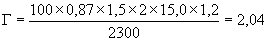 Г = 100×0,87×1,5×2×15,0×1,2 / 2300 = 2,04